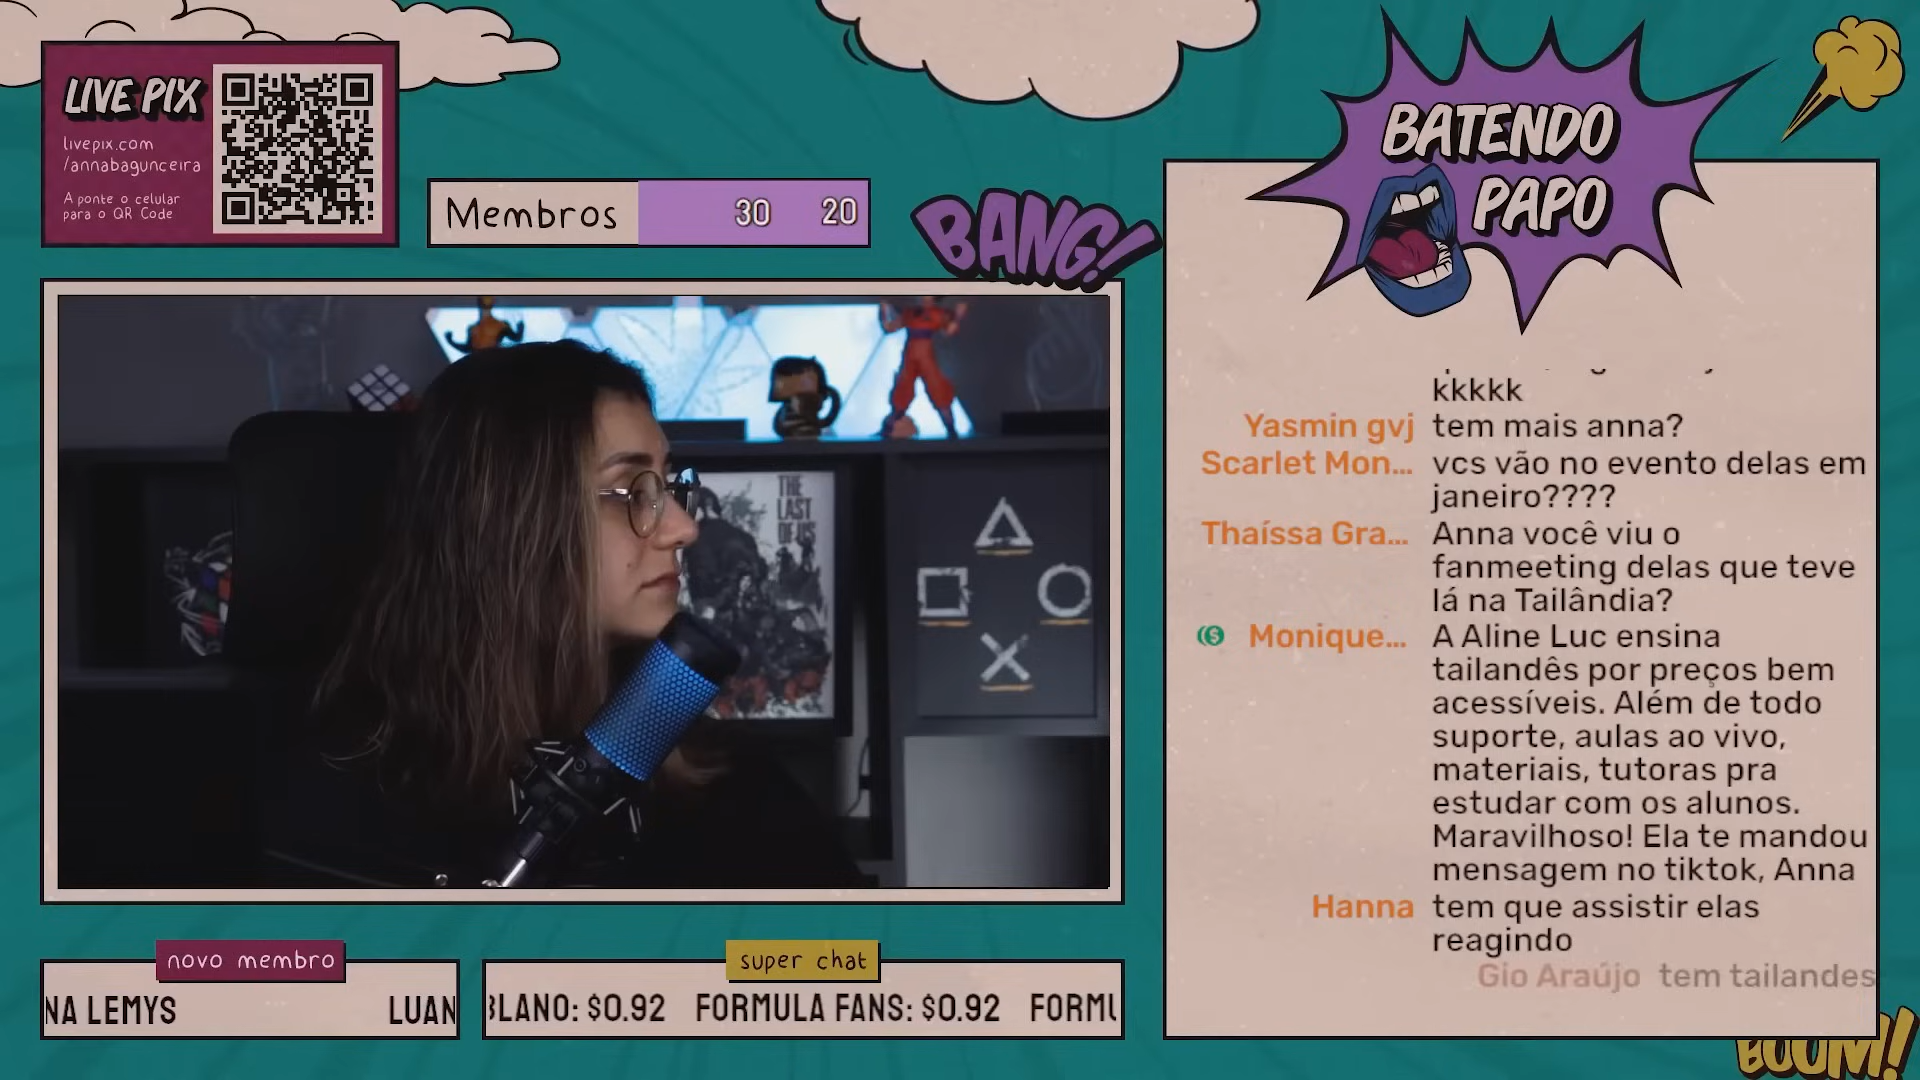 LIVE PIX
livepix.com
/annabagunceira
Aponte o celular
para o QR Code
Membros 30 20
BANG!
BATENDO
PAPO
THE
LAST
OF US
kkkkk
Yasmin gvj tem mais anna?
Scarlet Mon... vcs vão no evento delas em
janeiro????
Thaíssa Gra... Anna você viu o
fanmeeting delas que teve
lá na Tailândia?
Monique... A Aline Luc ensina
tailandês por preços bem
acessíveis. Além de todo
suporte, aulas ao vivo,
materiais, tutoras pra
estudar com os alunos.
Maravilhoso! Ela te mandou
mensagem no tiktok, Anna
Hanna tem que assistir elas
reagindo
Gio Araújo tem tailandes
novo membro
NA LEMYS LUAN
super chat
BLANO: $0.92 FORMULA FANS: $0.92 FORMU
BOOM!